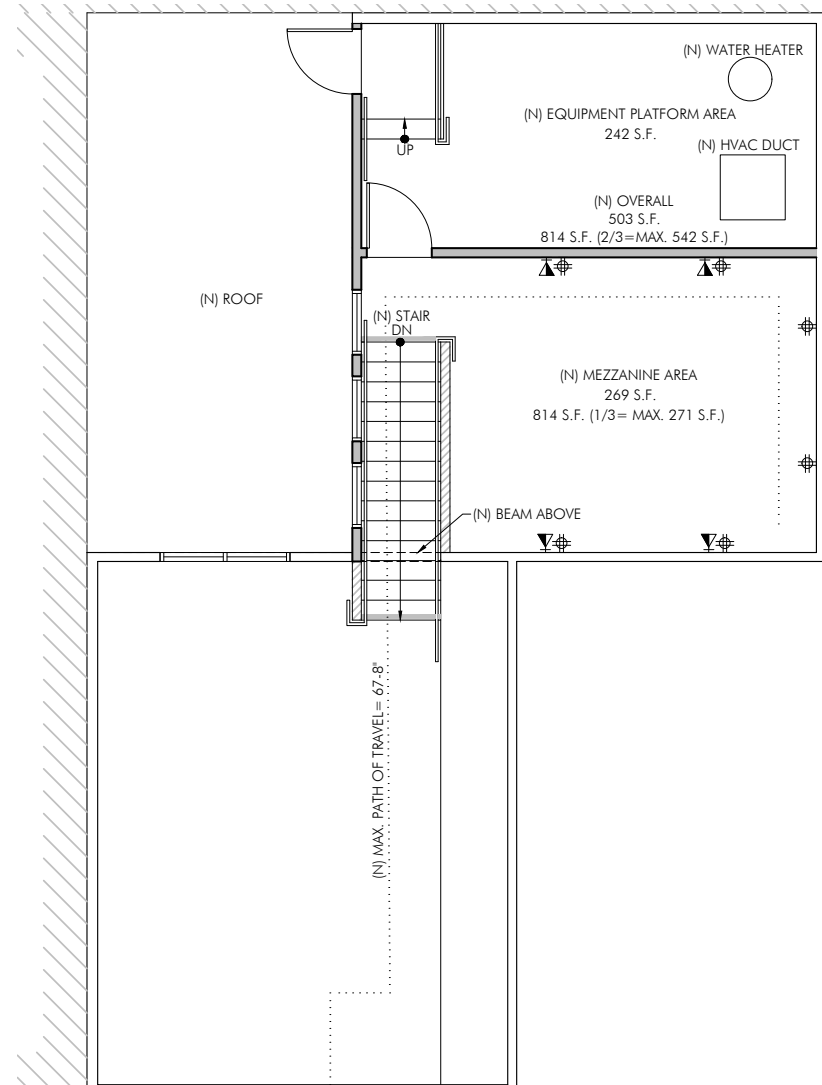 (N) WATER HEATER
(N) EQUIPMENT PLATFORM AREA
242 S.F.
(N) HVAC DUCT
UP
(N) OVERALL
503 S.F.
814 S.F. (2/3=MAX. 542 S.F.)
(N) ROOF
(N) STAIR
DN
(N) MEZZANINE AREA
269 S.F.
814 S.F. (1/3= MAX. 271 S.F.)
(N) BEAM ABOVE
(N) MAX. PATH OF TRAVEL= 67'-8"